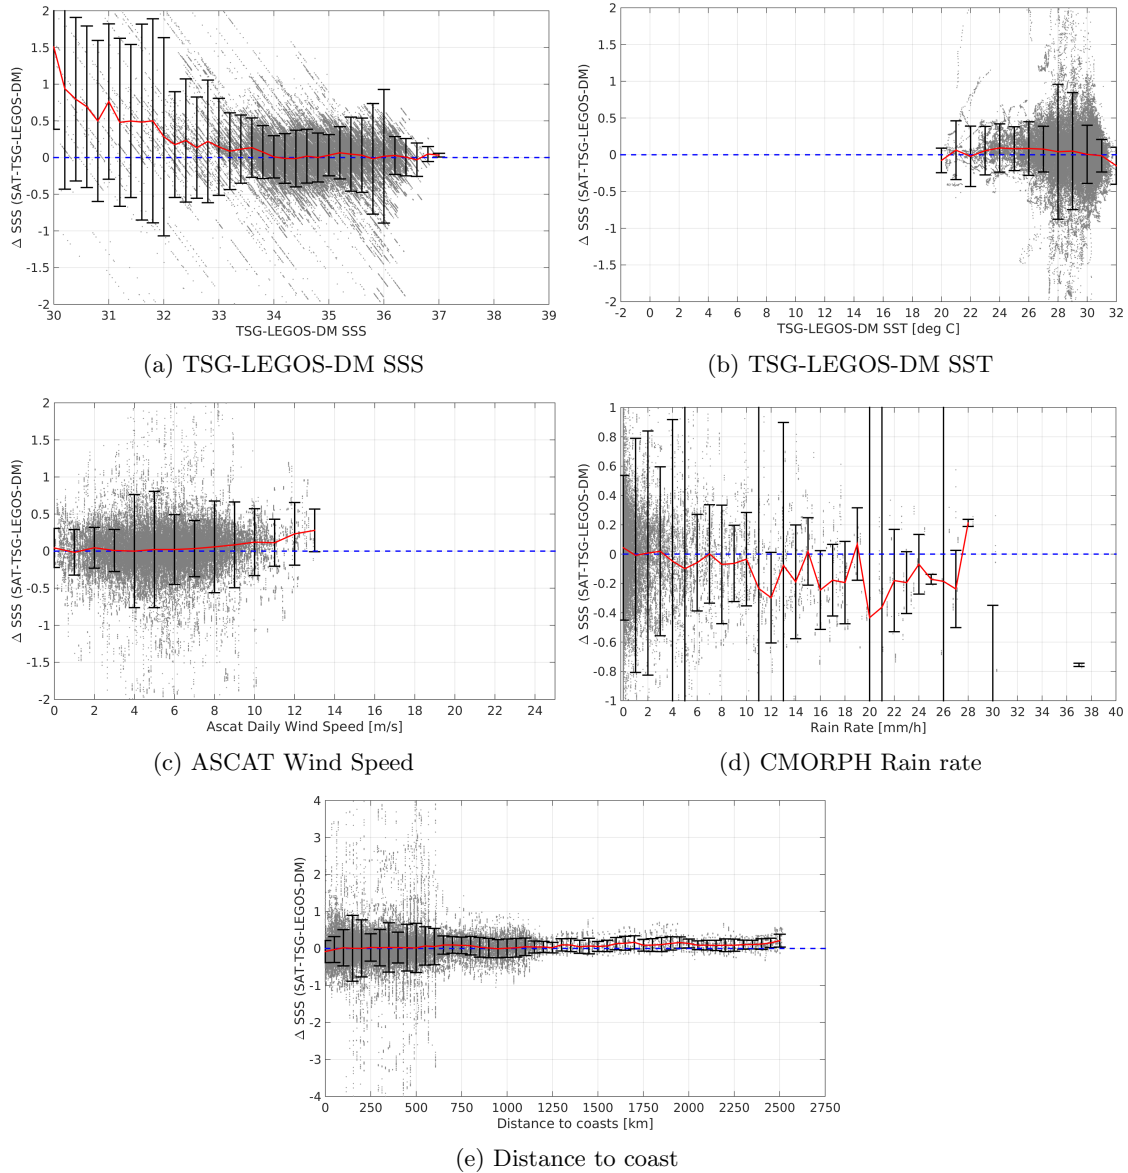 2
1.5
1
0.5
0
-0.5
-1
-1.5
-2
Δ SSS (SAT-TSG-LEGOS-DM)
30 31 32 33 34 35 36 37 38 39
TSG-LEGOS-DM SSS
(a) TSG-LEGOS-DM SSS
2
1.5
1
0.5
0
-0.5
-1
-1.5
-2
Δ SSS (SAT-TSG-LEGOS-DM)
-2 0 2 4 6 8 10 12 14 16 18 20 22 24 26 28 30 32
TSG-LEGOS-DM SST [deg C]
(b) TSG-LEGOS-DM SST
2
1.5
1
0.5
0
-0.5
-1
-1.5
-2
Δ SSS (SAT-TSG-LEGOS-DM)
0 2 4 6 8 10 12 14 16 18 20 22 24
Ascat Daily Wind Speed [m/s]
(c) ASCAT Wind Speed
1
0.8
0.6
0.4
0.2
0
-0.2
-0.4
-0.6
-0.8
-1
Δ SSS (SAT-TSG-LEGOS-DM)
0 2 4 6 8 10 12 14 16 18 20 22 24 26 28 30 32 34 36 38 40
Rain Rate [mm/h]
(d) CMORPH Rain rate
4
3
2
1
0
-1
-2
-3
-4
Δ SSS (SAT-TSG-LEGOS-DM)
0 250 500 750 1000 1250 1500 1750 2000 2250 2500 2750
Distance to coasts [km]
(e) Distance to coast